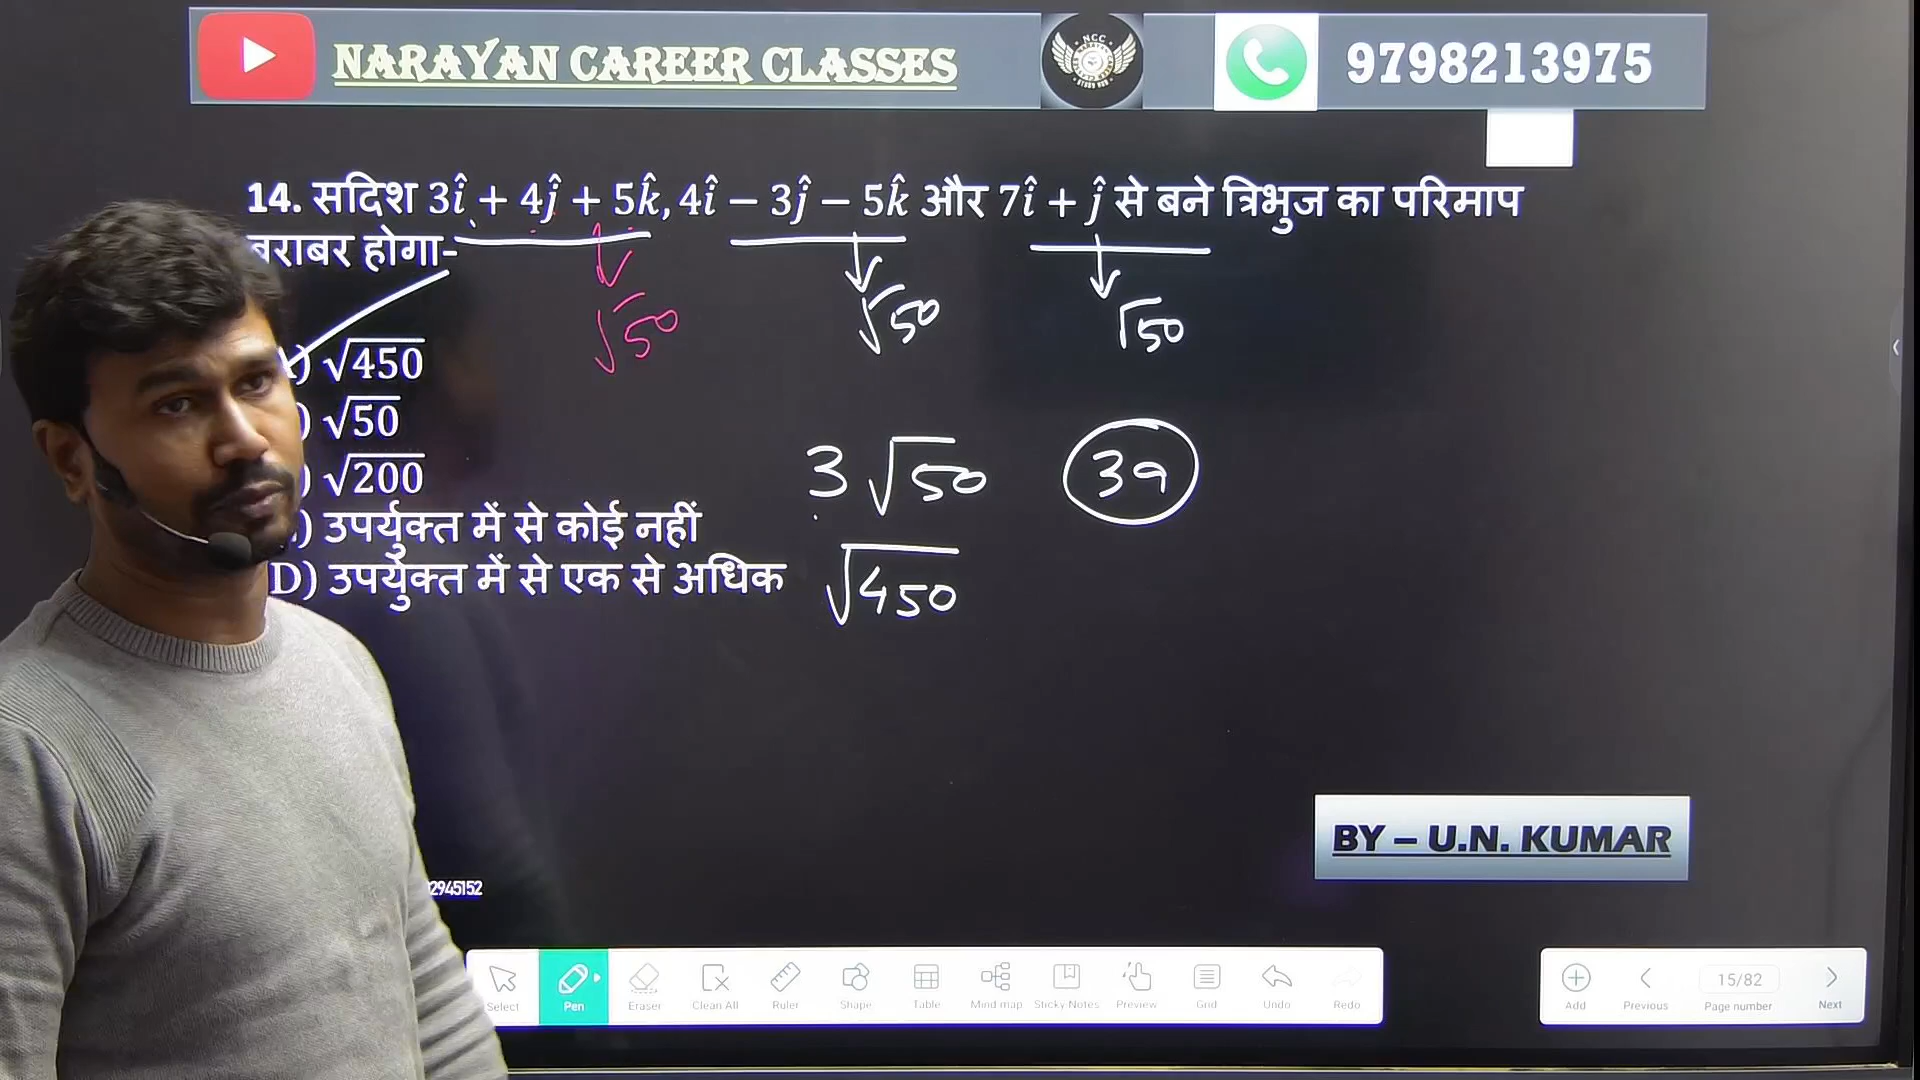 NARAYAN CAREER CLASSES
NCC
9798213975
14. सदिश 3î + 4ĵ + 5k̂, 4î − 3ĵ − 5k̂ और 7î + ĵ से बने त्रिभुज का परिमाप
बराबर होगा-
√50 √50 √50
) √450
) √50
) √200
) उपर्युक्त में से कोई नहीं
D) उपर्युक्त में से एक से अधिक
3√50
√450
BY – U.N. KUMAR
2945152
Select Pen Eraser Clean All Ruler Shape Table Mind map Sticky Notes Preview Grid Undo Redo
15/82
Add Previous Page number Next